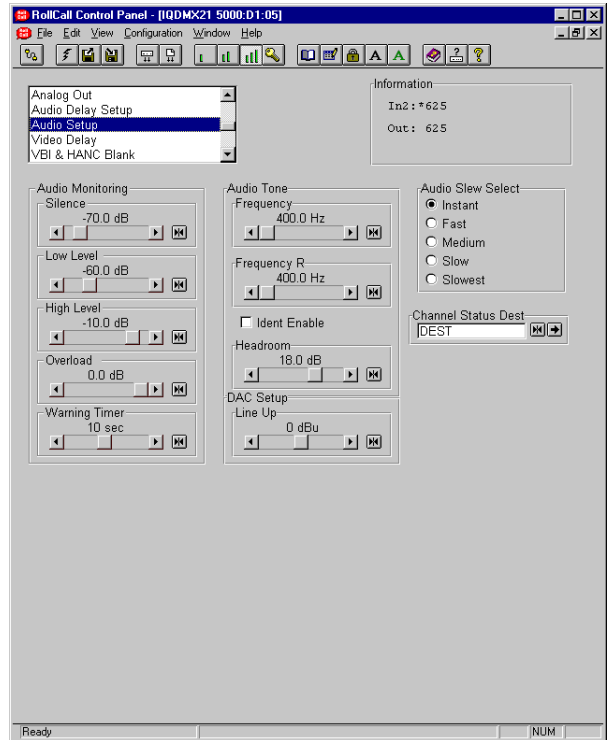 RollCall Control Panel - [IQDMX21 5000:D1:05]
File Edit View Configuration Window Help
A A
Analog Out
Audio Delay Setup
Audio Setup
Video Delay
VBI & HANC Blank
Information
In2:*625
Out: 625
Audio Monitoring
Silence
-70.0 dB
Low Level
-60.0 dB
High Level
-10.0 dB
Overload
0.0 dB
Warning Timer
10 sec
Audio Tone
Frequency
400.0 Hz
Frequency R
400.0 Hz
Ident Enable
Headroom
18.0 dB
DAC Setup
Line Up
0 dBu
Audio Slew Select
Instant
Fast
Medium
Slow
Slowest
Channel Status Dest
DEST
Ready
NUM